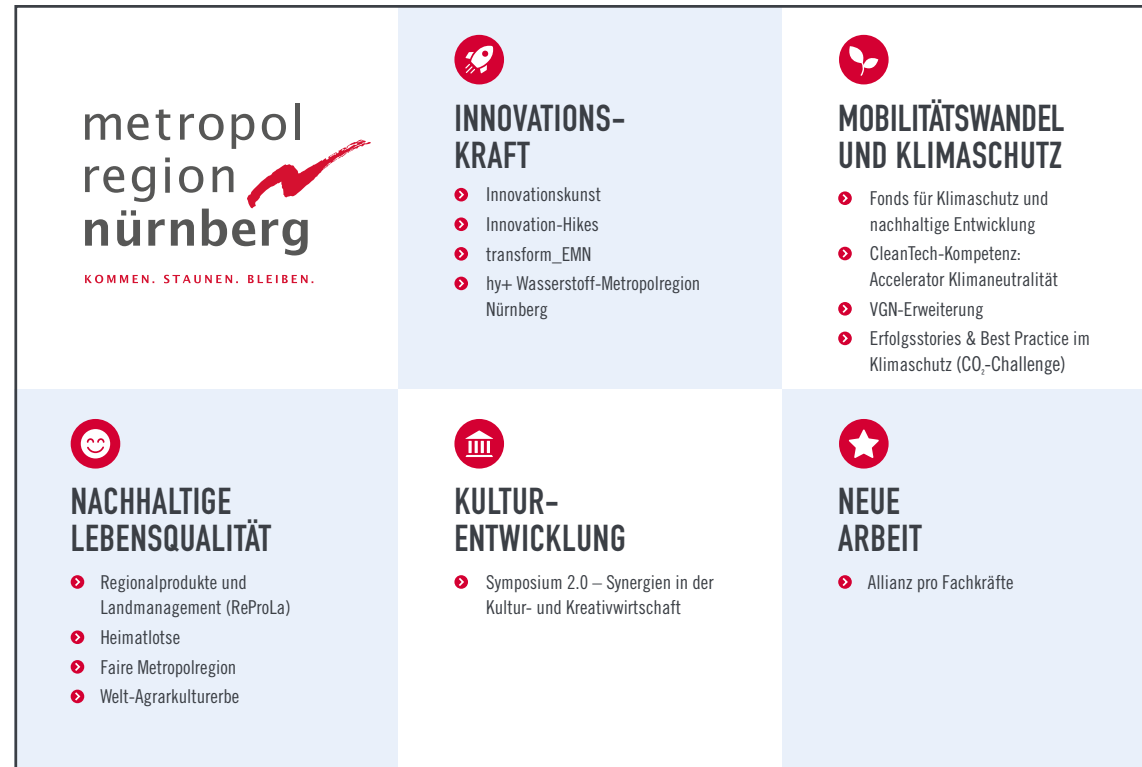 metropol
region
nürnberg
KOMMEN. STAUNEN. BLEIBEN.
INNOVATIONS-
KRAFT
Innovationskunst
Innovation-Hikes
transform_EMN
hy+ Wasserstoff-Metropolregion
Nürnberg
MOBILITÄTSWANDEL
UND KLIMASCHUTZ
Fonds für Klimaschutz und
nachhaltige Entwicklung
CleanTech-Kompetenz:
Accelerator Klimaneutralität
VGN-Erweiterung
Erfolgsstories & Best Practice im
Klimaschutz (CO₂-Challenge)
NACHHALTIGE
LEBENSQUALITÄT
Regionalprodukte und
Landmanagement (ReProLa)
Heimatlotse
Faire Metropolregion
Welt-Agrarkulturerbe
KULTUR-
ENTWICKLUNG
Symposium 2.0 – Synergien in der
Kultur- und Kreativwirtschaft
NEUE
ARBEIT
Allianz pro Fachkräfte